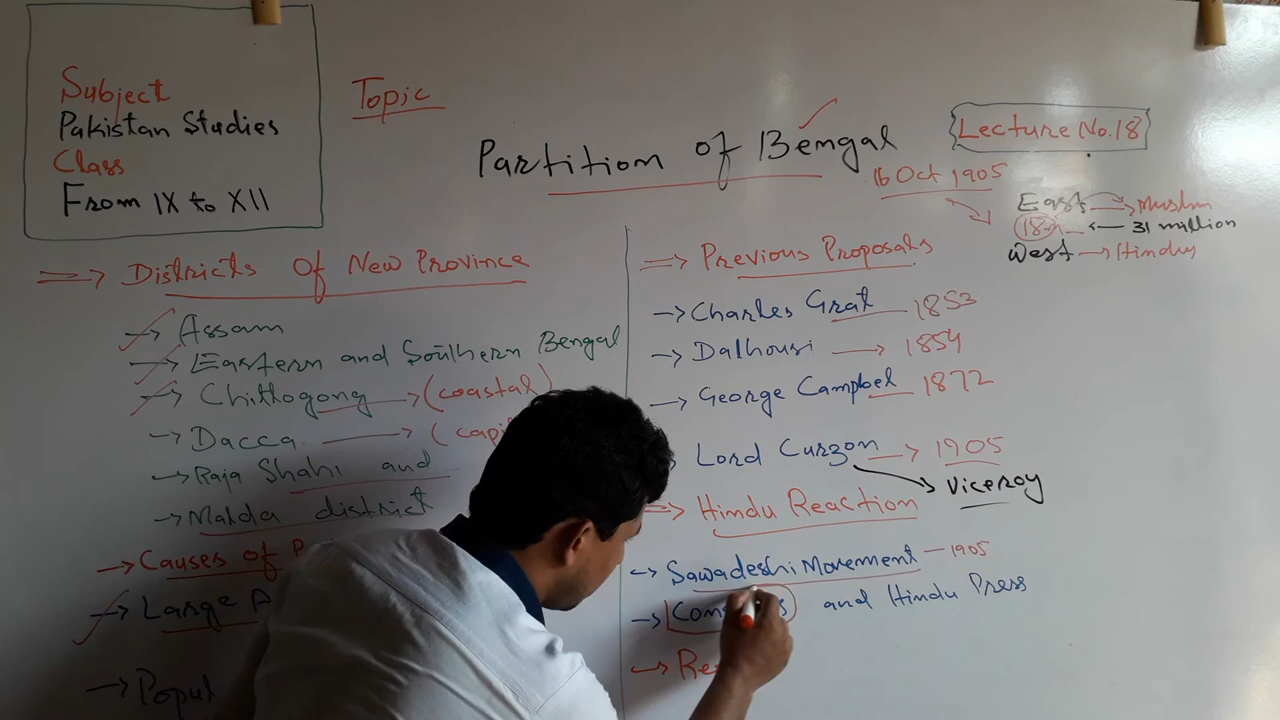 Subject
Pakistan Studies
Class
From IX to XII
Topic
Partition of Bengal
Lecture No.18
16 Oct 1905
East → Muslim
18 ← 31 million
West → Hindus
⇒ Districts Of New Province
→ Assam
→ Eastern and Southern Bengal
→ Chittogong → (coastal)
→ Dacca → (
→ Raja Shahi and
→ Malda district
→ Causes of
→ Large
→ Popul
⇒ Previous Proposals
→ Charles Grat — 1853
→ Dalhousi → 1854
→ George Campbel 1872
Lord Curzon → 1905
Viceroy
⇒ Hindu Reaction
→ Sawadeshi Movement — 1905
→ and Hindu Press
→